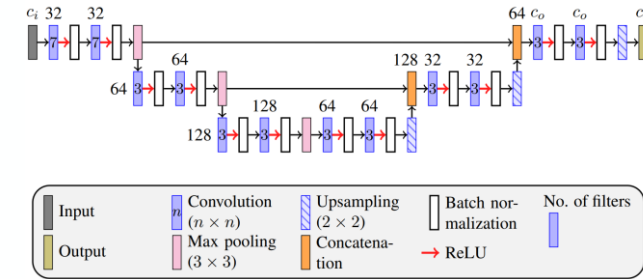 c_i 32 32 64 c_o c_o c
7 7 3 3
64 128 32 32
64 3 3 3 3
128 64 64
128 3 3 3 3
Input
Output
n Convolution
(n × n)
Max pooling
(3 × 3)
Upsampling
(2 × 2)
Concatena-
tion
Batch nor-
malization
ReLU
No. of filters